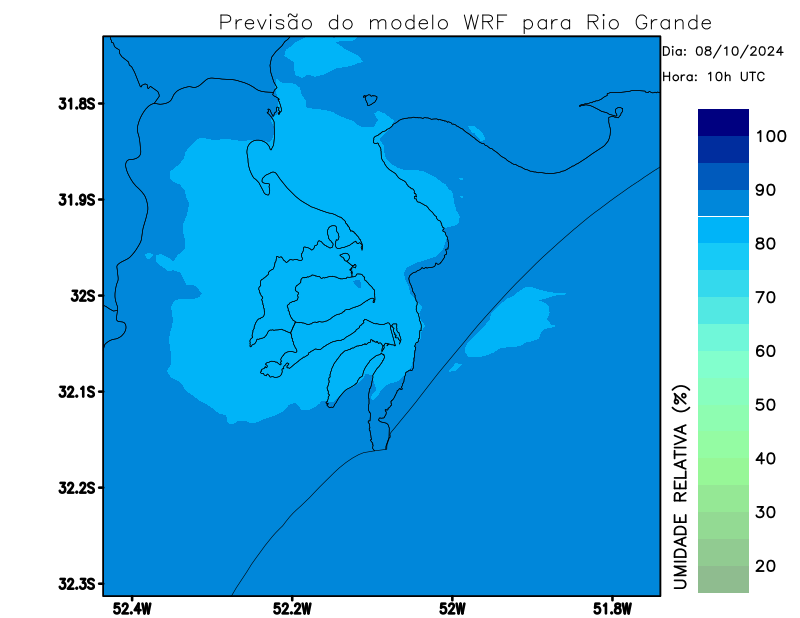 Previsão do modelo WRF para Rio Grande
Dia: 08/10/2024
Hora: 10h UTC
31.8S
31.9S
32S
32.1S
32.2S
32.3S
52.4W
52.2W
52W
51.8W
100
90
80
70
60
50
40
30
20
UMIDADE RELATIVA (%)